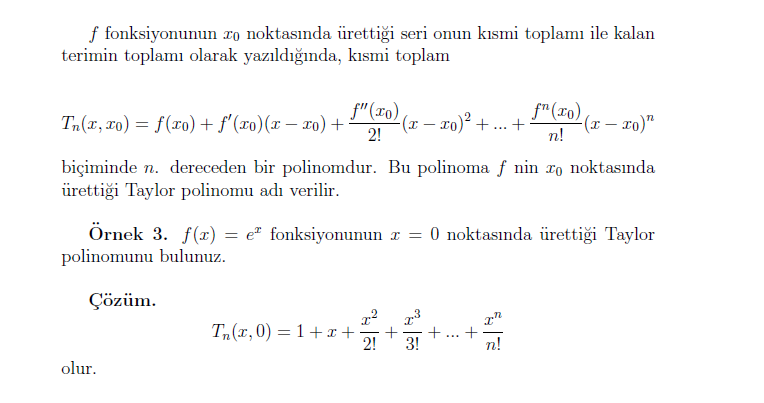 f fonksiyonunun x₀ noktasında ürettiği seri onun kısmi toplamı ile kalan
terimin toplamı olarak yazıldığında, kısmi toplam
Tₙ(x, x₀) = f(x₀) + f′(x₀)(x − x₀) + f″(x₀)/2! (x − x₀)² + ... + fⁿ(x₀)/n! (x − x₀)ⁿ
biçiminde n. dereceden bir polinomdur. Bu polinoma f nin x₀ noktasında
ürettiği Taylor polinomu adı verilir.
Örnek 3. f(x) = eˣ fonksiyonunun x = 0 noktasında ürettiği Taylor
polinomunu bulunuz.
Çözüm.
Tₙ(x, 0) = 1 + x + x²/2! + x³/3! + ... + xⁿ/n!
olur.